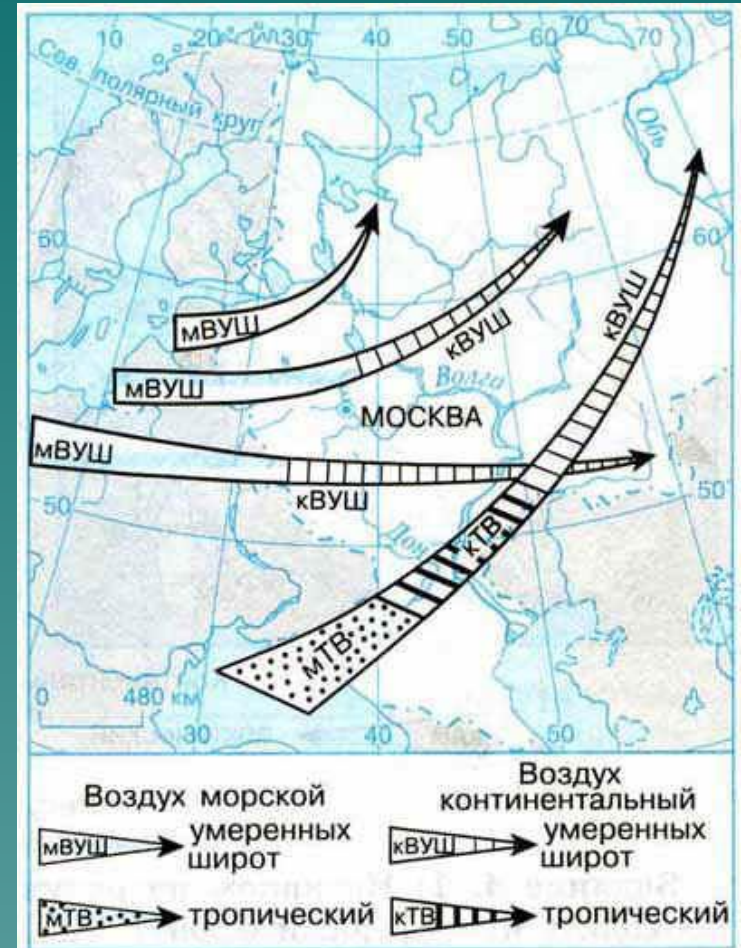 10 20 30 40 50 60 70 70
Сев. полярный круг
Обь
60 60
мВУШ
кВУШ
мВУШ
кВУШ
Волга
МОСКВА
мВУШ
кВУШ
50 50
Дон
кТВ
мТВ
0 480 км
30 40 50
Воздух морской
мВУШ умеренных широт
мТВ тропический
Воздух континентальный
кВУШ умеренных широт
кТВ тропический